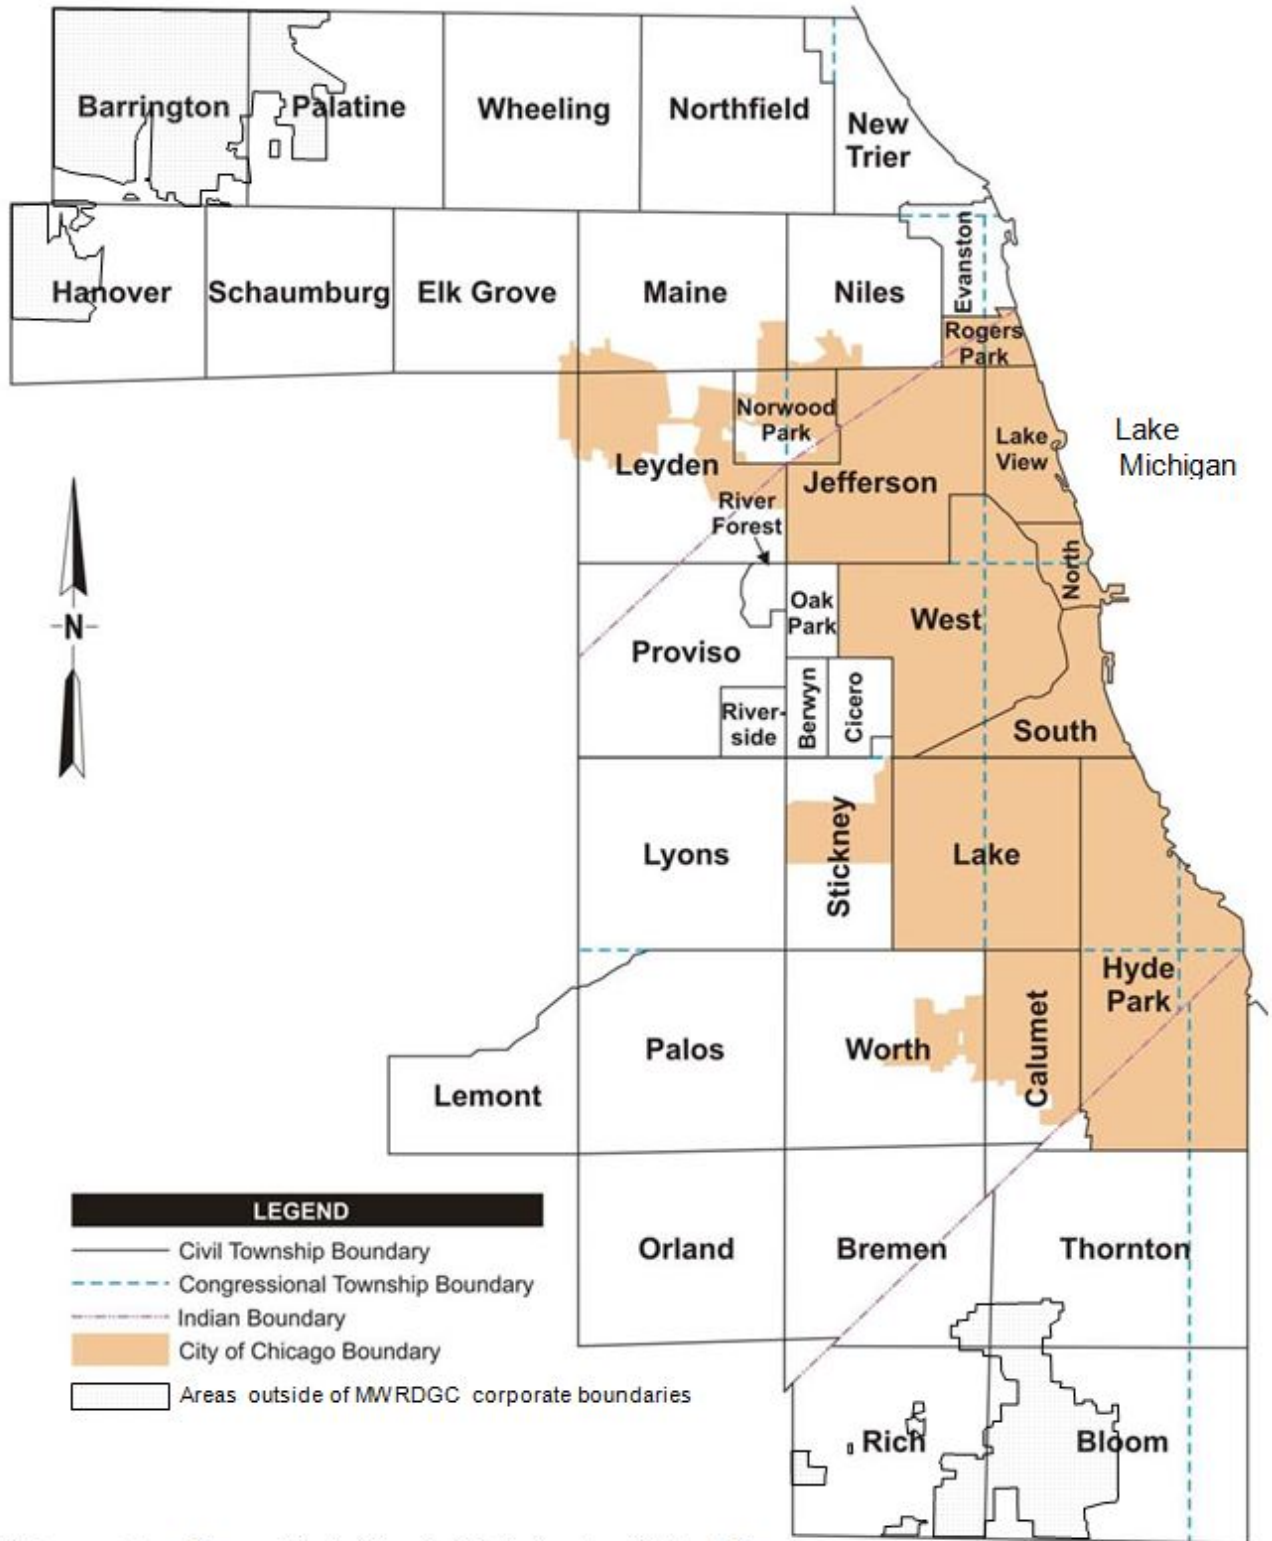 Barrington
Palatine
Wheeling
Northfield
New
Trier
Hanover
Schaumburg
Elk Grove
Maine
Niles
Evanston
Rogers
Park
Norwood
Park
Leyden
Jefferson
Lake
View
Lake
Michigan
River
Forest
North
Oak
Park
West
Proviso
River-
side
Berwyn
Cicero
South
Lyons
Stickney
Lake
Hyde
Park
Palos
Worth
Calumet
Lemont
Orland
Bremen
Thornton
Rich
Bloom
N
LEGEND
Civil Township Boundary
Congressional Township Boundary
Indian Boundary
City of Chicago Boundary
Areas outside of MWRDGC corporate boundaries